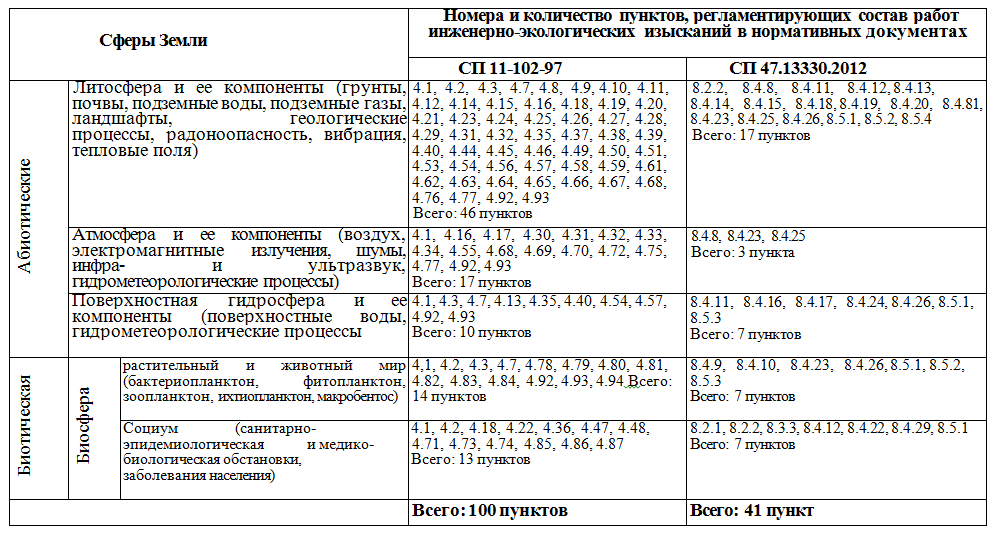 Сферы Земли
Номера и количество пунктов, регламентирующих состав работ
инженерно-экологических изысканий в нормативных документах
СП 11-102-97
СП 47.13330.2012
Абиотические
Литосфера и ее компоненты (грунты,
почвы, подземные воды, подземные газы,
ландшафты, геологические
процессы, радоноопасность, вибрация,
тепловые поля)
4.1, 4.2, 4.3, 4.7, 4.8, 4.9, 4.10, 4.11,
4.12, 4.14, 4.15, 4.16, 4.18, 4.19, 4.20,
4.21, 4.23, 4.24, 4.25, 4.26, 4.27, 4.28,
4.29, 4.31, 4.32, 4.35, 4.37, 4.38, 4.39,
4.40, 4.44, 4.45, 4.46, 4.49, 4.50, 4.51,
4.53, 4.54, 4.56, 4.57, 4.58, 4.59, 4.61,
4.62, 4.63, 4.64, 4.65, 4.66, 4.67, 4.68,
4.76, 4.77, 4.92, 4.93
Всего: 46 пунктов
8.2.2, 8.4.8, 8.4.11, 8.4.12, 8.4.13,
8.4.14, 8.4.15, 8.4.18, 8.4.19, 8.4.20, 8.4.81,
8.4.23, 8.4.25, 8.4.26, 8.5.1, 8.5.2, 8.5.4
Всего: 17 пунктов
Атмосфера и ее компоненты (воздух,
электромагнитные излучения, шумы,
инфра- и ультразвук,
гидрометеорологические процессы)
4.1, 4.16, 4.17, 4.30, 4.31, 4.32, 4.33,
4.34, 4.55, 4.68, 4.69, 4.70, 4.72, 4.75,
4.77, 4.92, 4.93
Всего: 17 пунктов
8.4.8, 8.4.23, 8.4.25
Всего: 3 пункта
Поверхностная гидросфера и ее
компоненты (поверхностные воды,
гидрометеорологические процессы
4.1, 4.3, 4.7, 4.13, 4.35, 4.40, 4.54, 4.57,
4.92, 4.93
Всего: 10 пунктов
8.4.11, 8.4.16, 8.4.17, 8.4.24, 8.4.26, 8.5.1,
8.5.3
Всего: 7 пунктов
Биотическая
Биосфера
растительный и животный мир
(бактериопланктон, фитопланктон,
зоопланктон, ихтиопланктон, макробентос)
4,1, 4.2, 4.3, 4.7, 4.78, 4.79, 4.80, 4.81,
4.82, 4.83, 4.84, 4.92, 4.93, 4.94 Всего:
14 пунктов
8.4.9, 8.4.10, 8.4.23, 8.4.26, 8.5.1, 8.5.2,
8.5.3
Всего: 7 пунктов
Социум (санитарно-
эпидемиологическая и медико-
биологическая обстановки,
заболевания населения)
4.1, 4.2, 4.18, 4.22, 4.36, 4.47, 4.48,
4.71, 4.73, 4.74, 4.85, 4.86, 4.87
Всего: 13 пунктов
8.2.1, 8.2.2, 8.3.3, 8.4.12, 8.4.22, 8.4.29, 8.5.1
Всего: 7 пунктов
Всего: 100 пунктов
Всего: 41 пункт